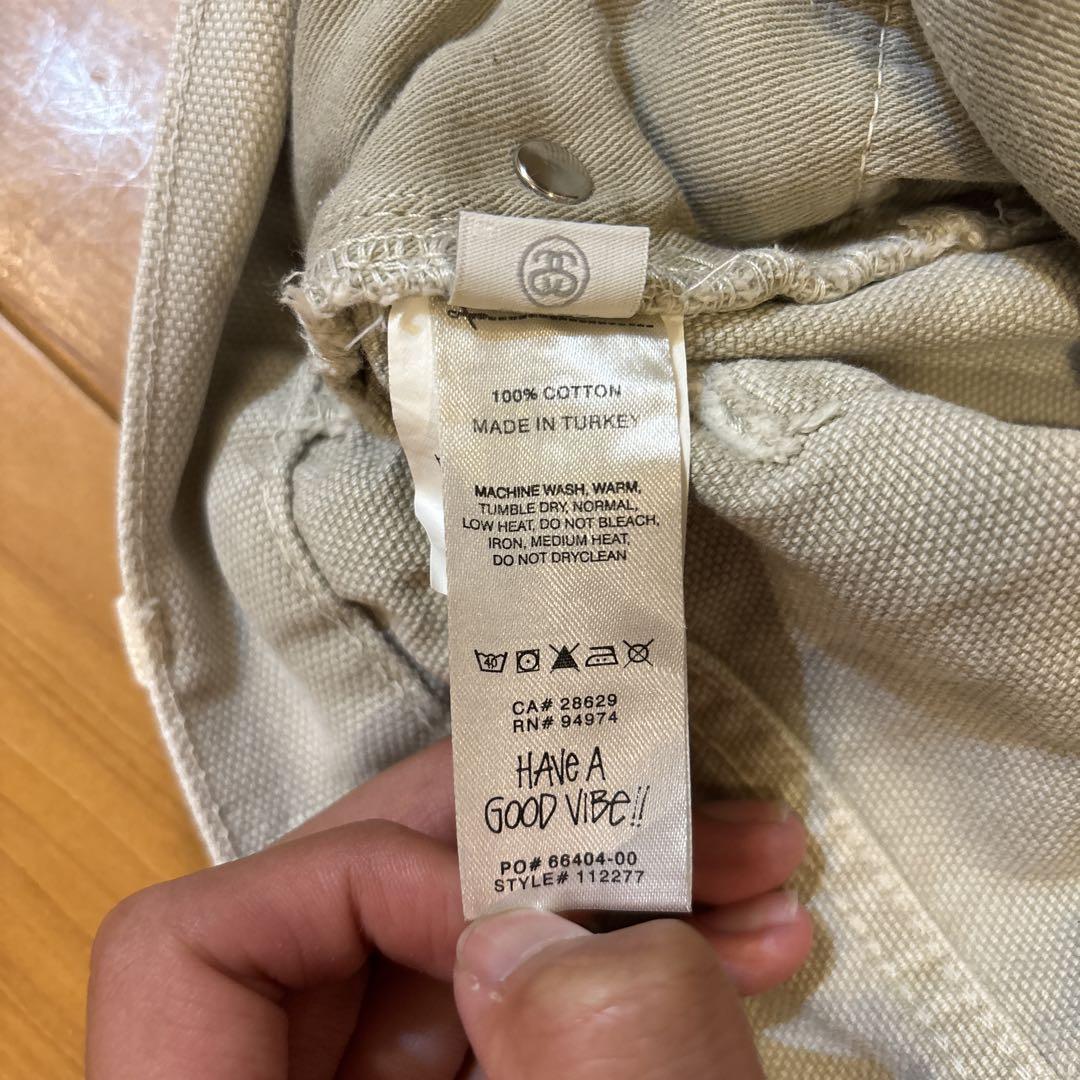 100% COTTON
MADE IN TURKEY
MACHINE WASH, WARM,
TUMBLE DRY, NORMAL,
LOW HEAT, DO NOT BLEACH,
IRON, MEDIUM HEAT,
DO NOT DRYCLEAN
40
CA# 28629
RN# 94974
HAVE A
GOOD VIBE!!
PO# 66404-00
STYLE# 112277